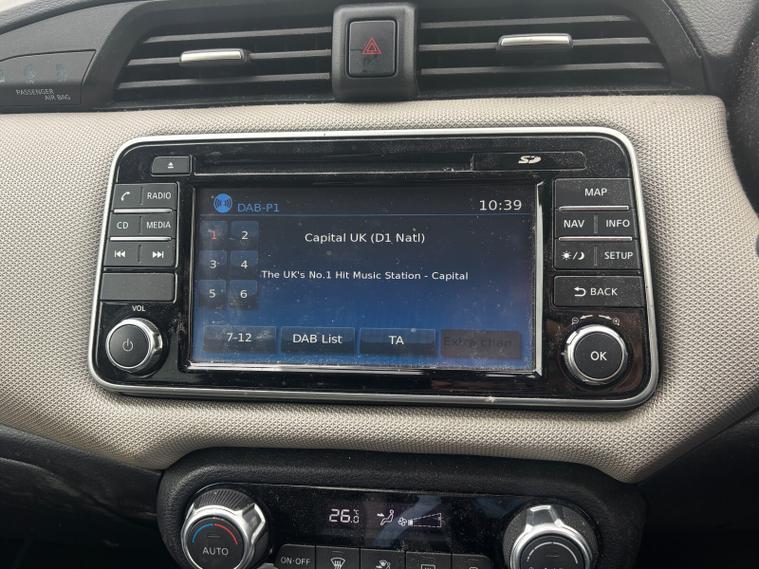 PASSENGER
AIR BAG
SD
RADIO
MAP
CD MEDIA
NAV INFO
SETUP
BACK
VOL
OK
DAB-P1 10:39
1 2
Capital UK (D1 Natl)
3 4
The UK's No.1 Hit Music Station - Capital
5 6
7-12 DAB List TA Extra chan
26.0
AUTO
ON·OFF